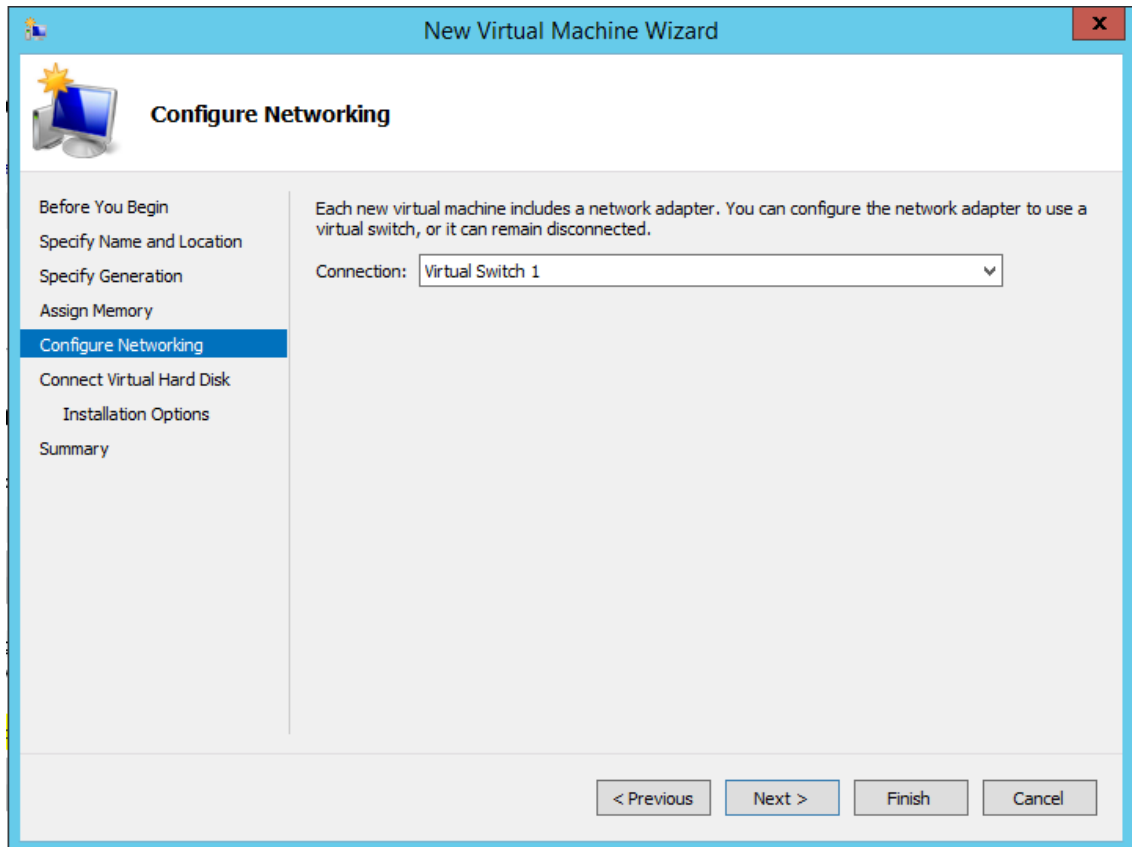 New Virtual Machine Wizard
x
Configure Networking
Before You Begin
Specify Name and Location
Specify Generation
Assign Memory
Configure Networking
Connect Virtual Hard Disk
Installation Options
Summary
Each new virtual machine includes a network adapter. You can configure the network adapter to use a
virtual switch, or it can remain disconnected.
Connection: Virtual Switch 1
< Previous Next > Finish Cancel